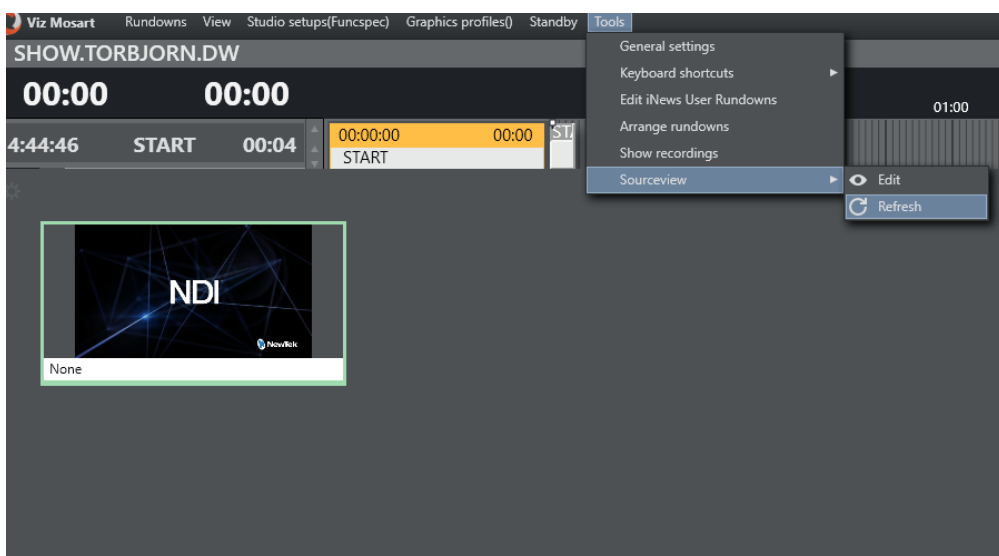 Viz Mosart Rundowns View Studio setups(Funcspec) Graphics profiles() Standby Tools
SHOW.TORBJORN.DW
General settings
Keyboard shortcuts
00:00 00:00
Edit iNews User Rundowns
01:00
Arrange rundowns
4:44:46 START 00:04
00:00:00 00:00
START
Show recordings
Sourceview
Edit
Refresh
NDI
NewTek
None